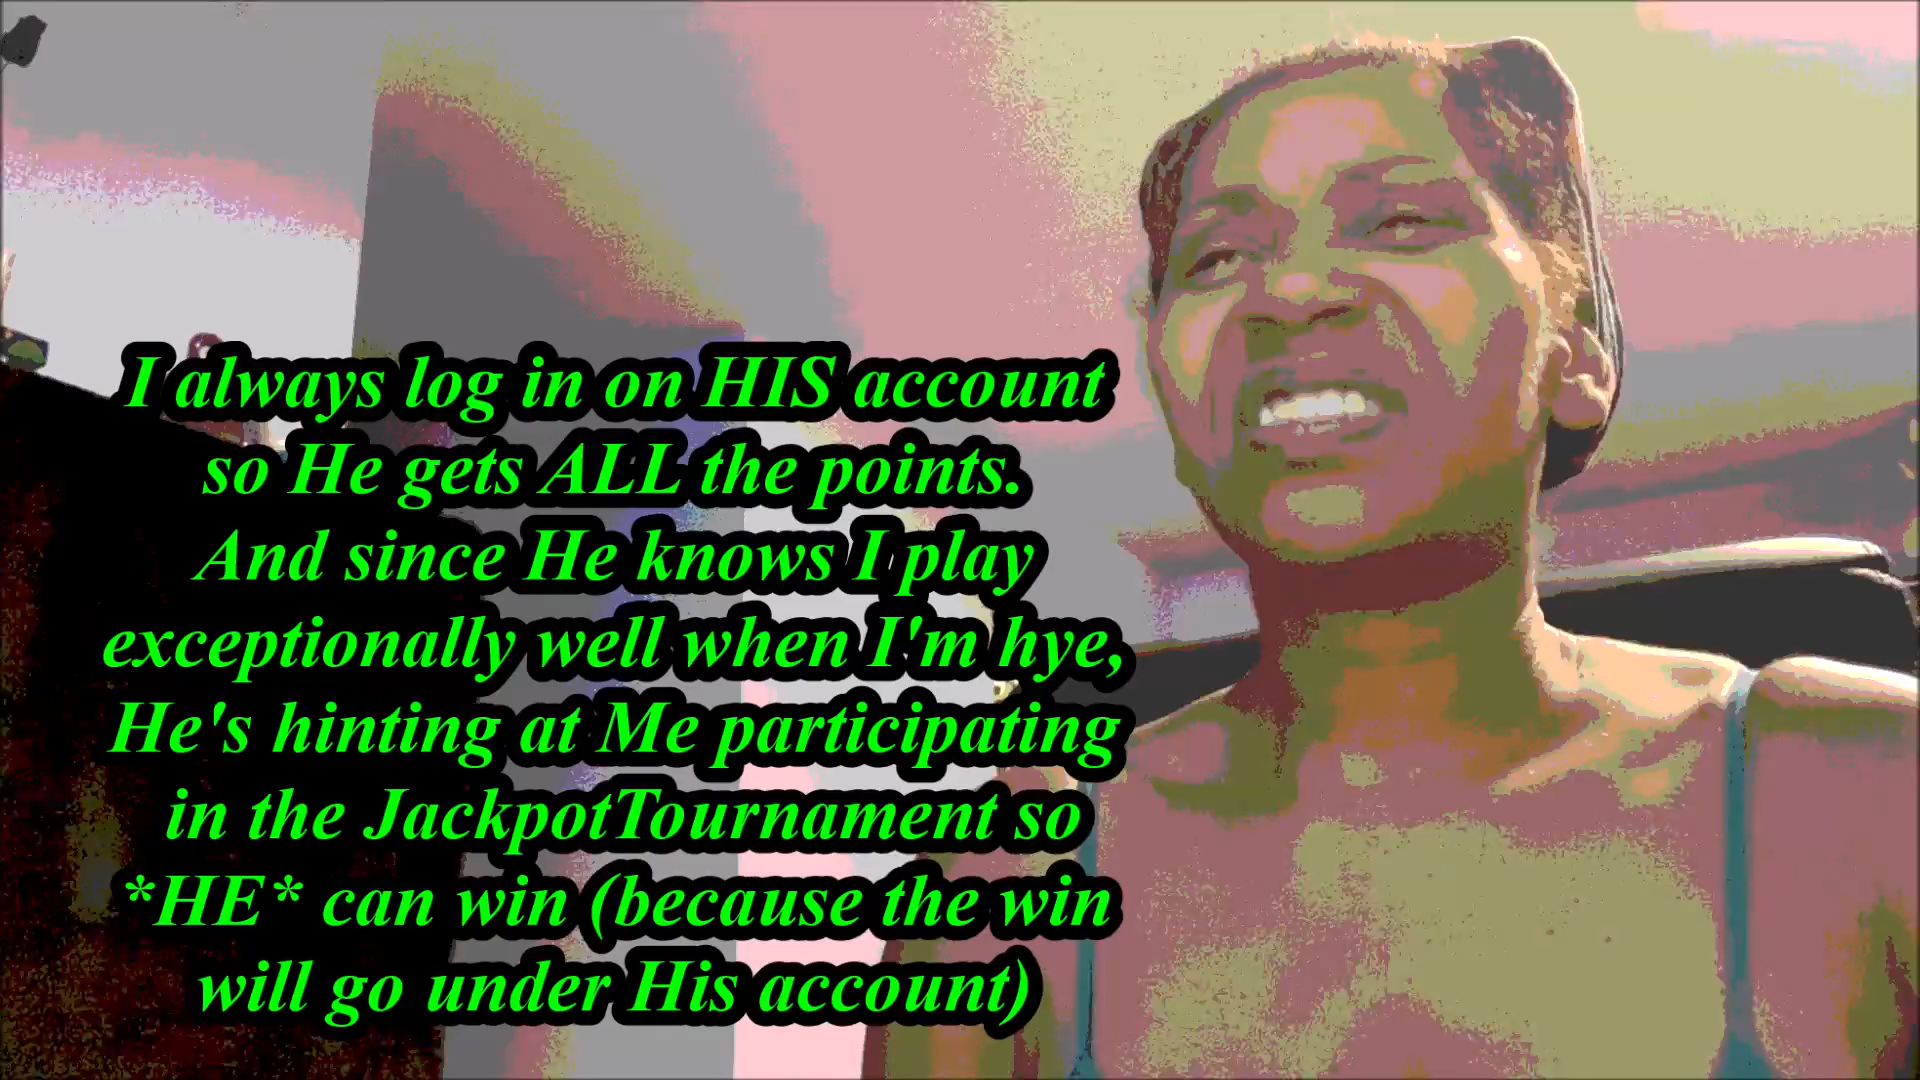 I always log in on HIS account
so He gets ALL the points.
And since He knows I play
exceptionally well when I'm hye,
He's hinting at Me participating
in the JackpotTournament so
*HE* can win (because the win
will go under His account)